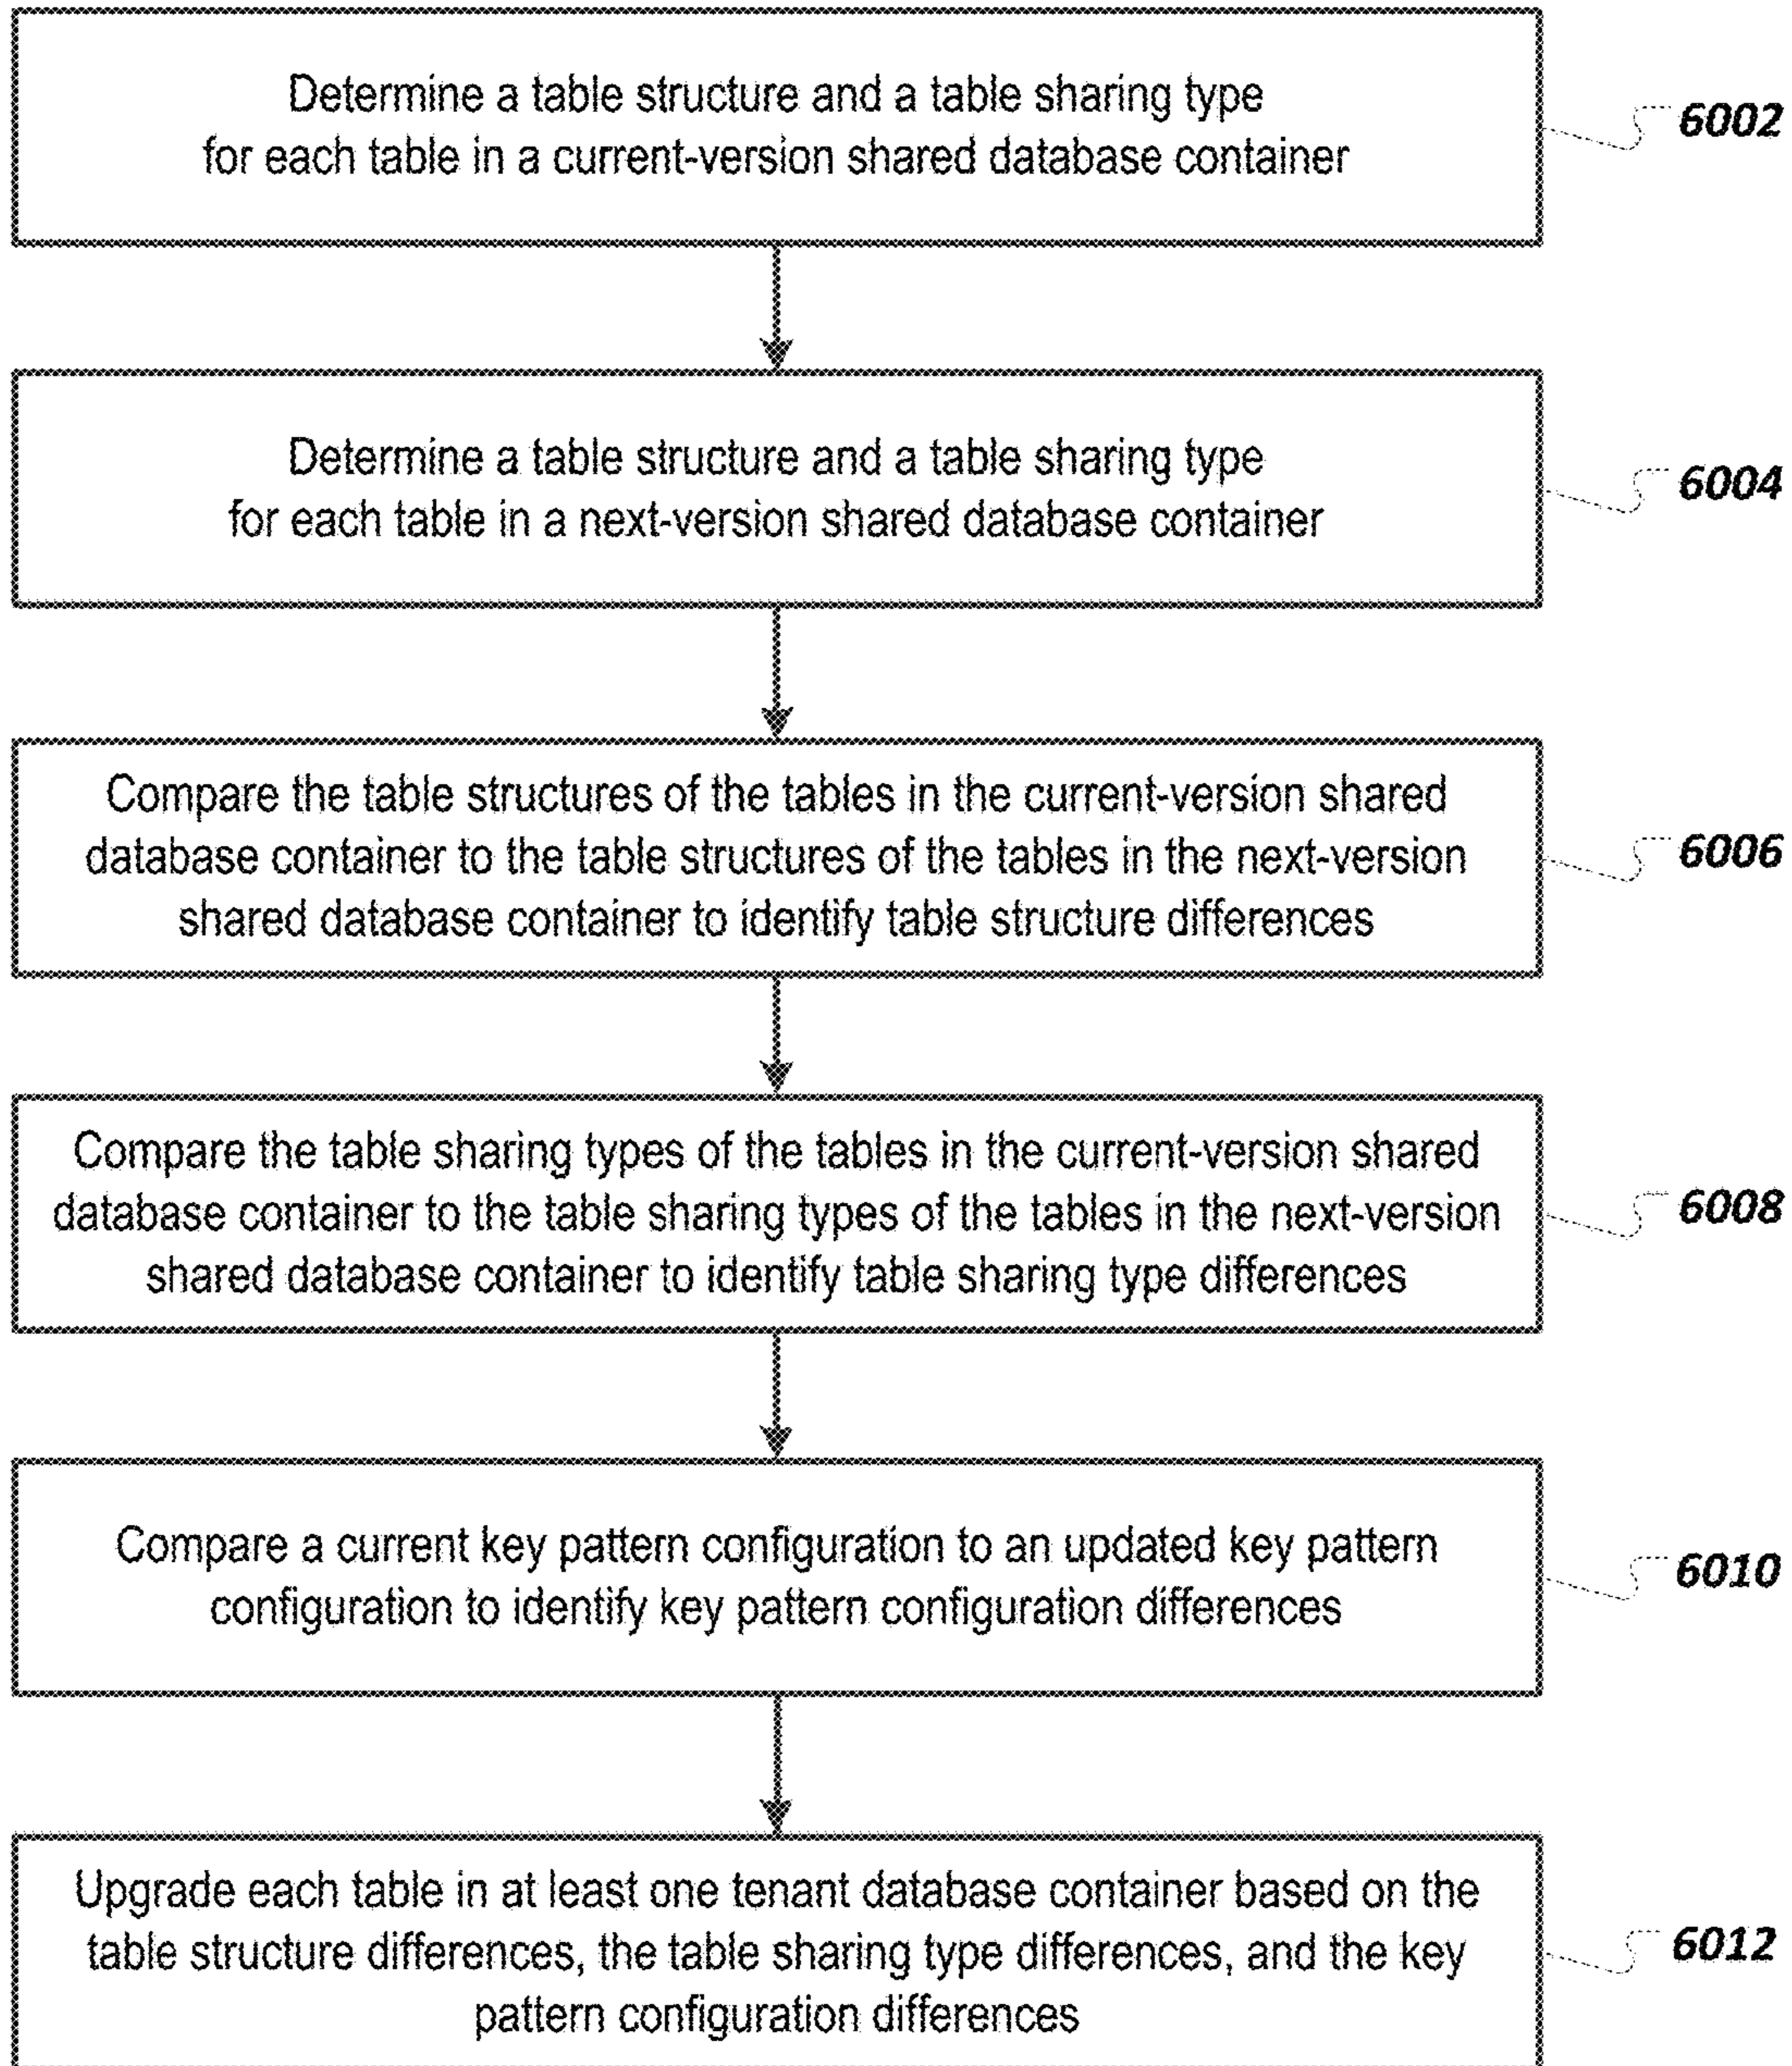 Determine a table structure and a table sharing type
for each table in a current-version shared database container
6002
Determine a table structure and a table sharing type
for each table in a next-version shared database container
6004
Compare the table structures of the tables in the current-version shared
database container to the table structures of the tables in the next-version
shared database container to identify table structure differences
6006
Compare the table sharing types of the tables in the current-version shared
database container to the table sharing types of the tables in the next-version
shared database container to identify table sharing type differences
6008
Compare a current key pattern configuration to an updated key pattern
configuration to identify key pattern configuration differences
6010
Upgrade each table in at least one tenant database container based on the
table structure differences, the table sharing type differences, and the key
pattern configuration differences
6012